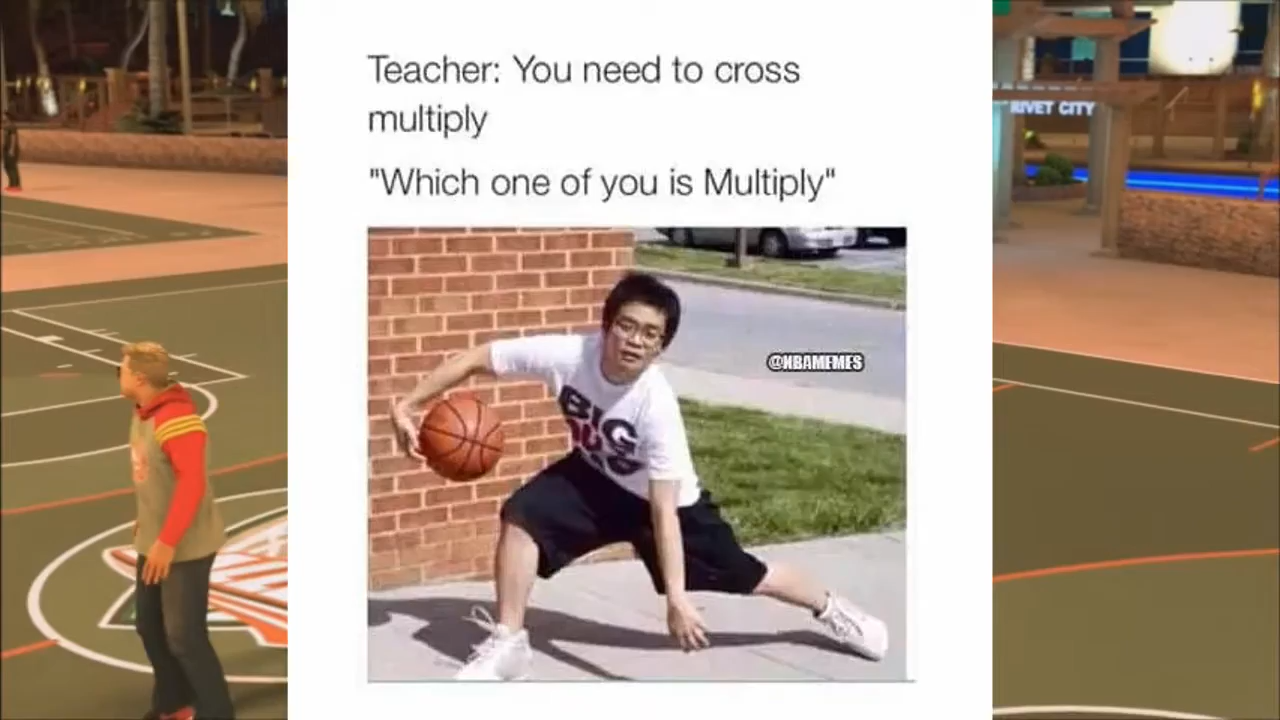 Teacher: You need to cross
multiply
"Which one of you is Multiply"
RIVET CITY
@NBAMEMES
BIG